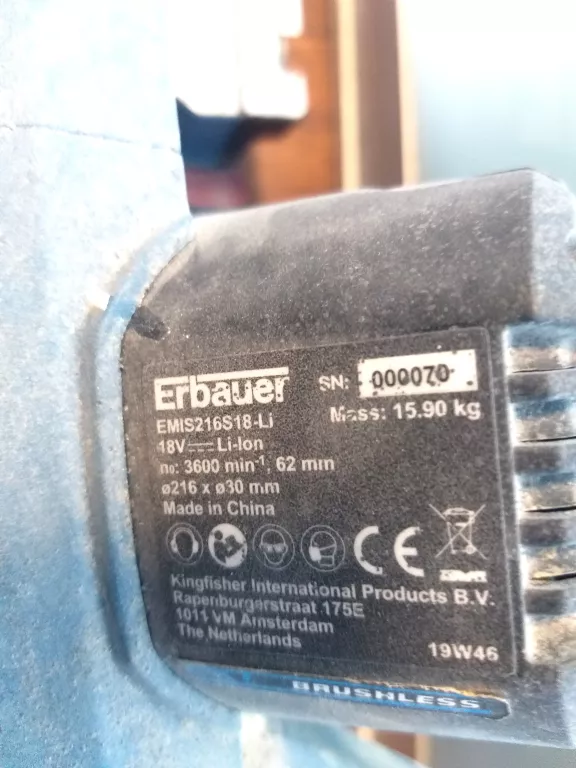 Erbauer
SN: 000070
EMIS216S18-Li
Mass: 15.90 kg
18V⎓ Li-Ion
n₀: 3600 min⁻¹, 62 mm
ø216 x ø30 mm
Made in China
CE
Kingfisher International Products B.V.
Rapenburgerstraat 175E
1011 VM Amsterdam
The Netherlands
19W46
BRUSHLESS